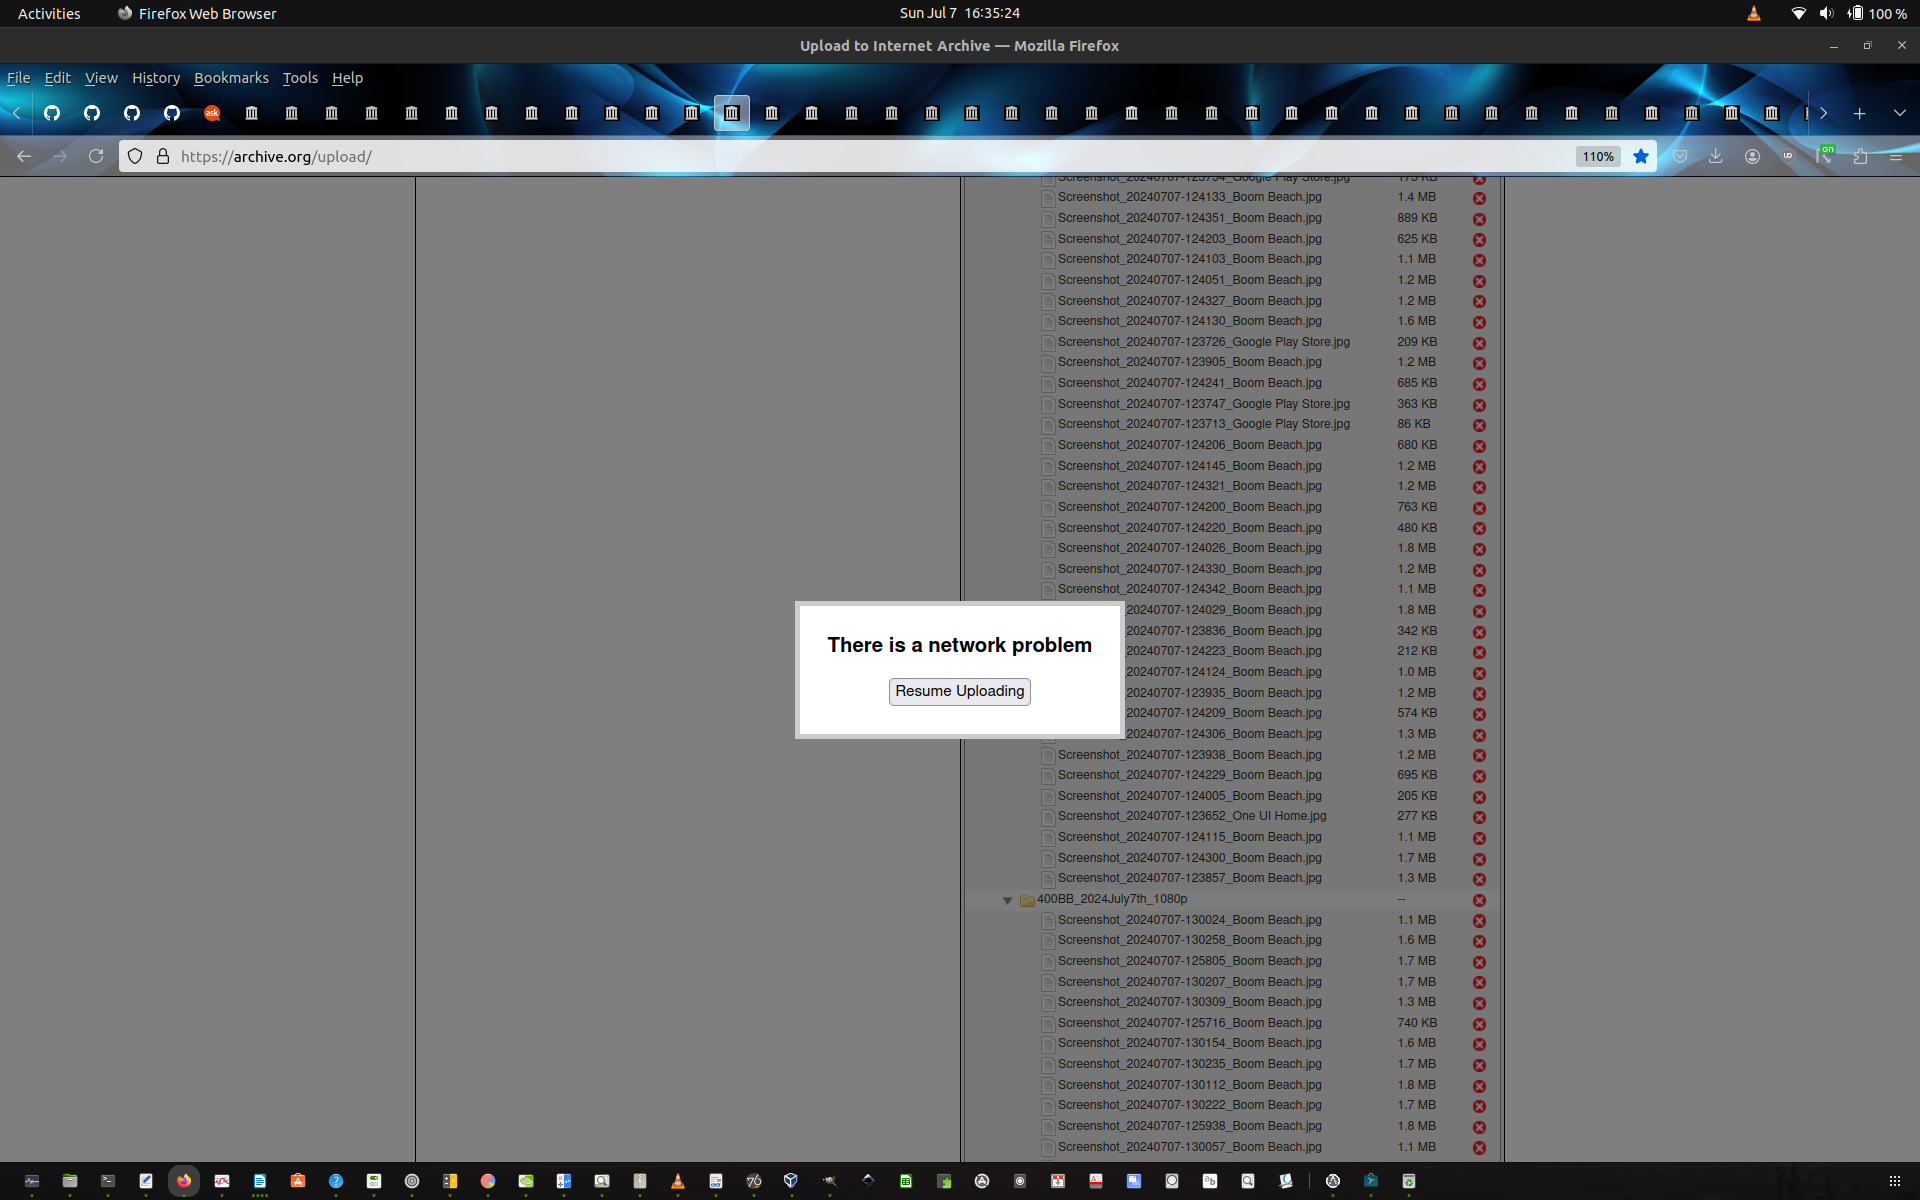 Activities Firefox Web Browser Sun Jul 7 16:35:24 100 %
Upload to Internet Archive — Mozilla Firefox
File Edit View History Bookmarks Tools Help
ask
https://archive.org/upload/ 110% on
Screenshot_20240707-123754_Google Play Store.jpg 175 KB
Screenshot_20240707-124133_Boom Beach.jpg 1.4 MB
Screenshot_20240707-124351_Boom Beach.jpg 889 KB
Screenshot_20240707-124203_Boom Beach.jpg 625 KB
Screenshot_20240707-124103_Boom Beach.jpg 1.1 MB
Screenshot_20240707-124051_Boom Beach.jpg 1.2 MB
Screenshot_20240707-124327_Boom Beach.jpg 1.2 MB
Screenshot_20240707-124130_Boom Beach.jpg 1.6 MB
Screenshot_20240707-123726_Google Play Store.jpg 209 KB
Screenshot_20240707-123905_Boom Beach.jpg 1.2 MB
Screenshot_20240707-124241_Boom Beach.jpg 685 KB
Screenshot_20240707-123747_Google Play Store.jpg 363 KB
Screenshot_20240707-123713_Google Play Store.jpg 86 KB
Screenshot_20240707-124206_Boom Beach.jpg 680 KB
Screenshot_20240707-124145_Boom Beach.jpg 1.2 MB
Screenshot_20240707-124321_Boom Beach.jpg 1.2 MB
Screenshot_20240707-124200_Boom Beach.jpg 763 KB
Screenshot_20240707-124220_Boom Beach.jpg 480 KB
Screenshot_20240707-124026_Boom Beach.jpg 1.8 MB
Screenshot_20240707-124330_Boom Beach.jpg 1.2 MB
Screenshot_20240707-124342_Boom Beach.jpg 1.1 MB
_20240707-124029_Boom Beach.jpg 1.8 MB
_20240707-123836_Boom Beach.jpg 342 KB
_20240707-124223_Boom Beach.jpg 212 KB
_20240707-124124_Boom Beach.jpg 1.0 MB
_20240707-123935_Boom Beach.jpg 1.2 MB
_20240707-124209_Boom Beach.jpg 574 KB
_20240707-124306_Boom Beach.jpg 1.3 MB
There is a network problem
Resume Uploading
Screenshot_20240707-123938_Boom Beach.jpg 1.2 MB
Screenshot_20240707-124229_Boom Beach.jpg 695 KB
Screenshot_20240707-124005_Boom Beach.jpg 205 KB
Screenshot_20240707-123652_One UI Home.jpg 277 KB
Screenshot_20240707-124115_Boom Beach.jpg 1.1 MB
Screenshot_20240707-124300_Boom Beach.jpg 1.7 MB
Screenshot_20240707-123857_Boom Beach.jpg 1.3 MB
400BB_2024July7th_1080p --
Screenshot_20240707-130024_Boom Beach.jpg 1.1 MB
Screenshot_20240707-130258_Boom Beach.jpg 1.6 MB
Screenshot_20240707-125805_Boom Beach.jpg 1.7 MB
Screenshot_20240707-130207_Boom Beach.jpg 1.7 MB
Screenshot_20240707-130309_Boom Beach.jpg 1.3 MB
Screenshot_20240707-125716_Boom Beach.jpg 740 KB
Screenshot_20240707-130154_Boom Beach.jpg 1.6 MB
Screenshot_20240707-130235_Boom Beach.jpg 1.7 MB
Screenshot_20240707-130112_Boom Beach.jpg 1.8 MB
Screenshot_20240707-130222_Boom Beach.jpg 1.7 MB
Screenshot_20240707-125938_Boom Beach.jpg 1.8 MB
Screenshot_20240707-130057_Boom Beach.jpg 1.1 MB